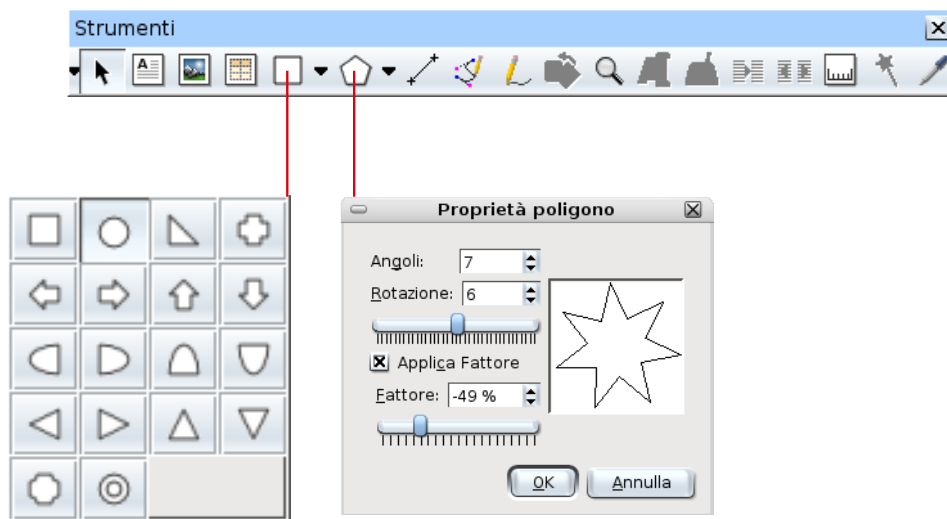 Strumenti
A
Proprietà poligono
Angoli: 7
Rotazione: 6
Applica Fattore
Fattore: -49 %
OK Annulla